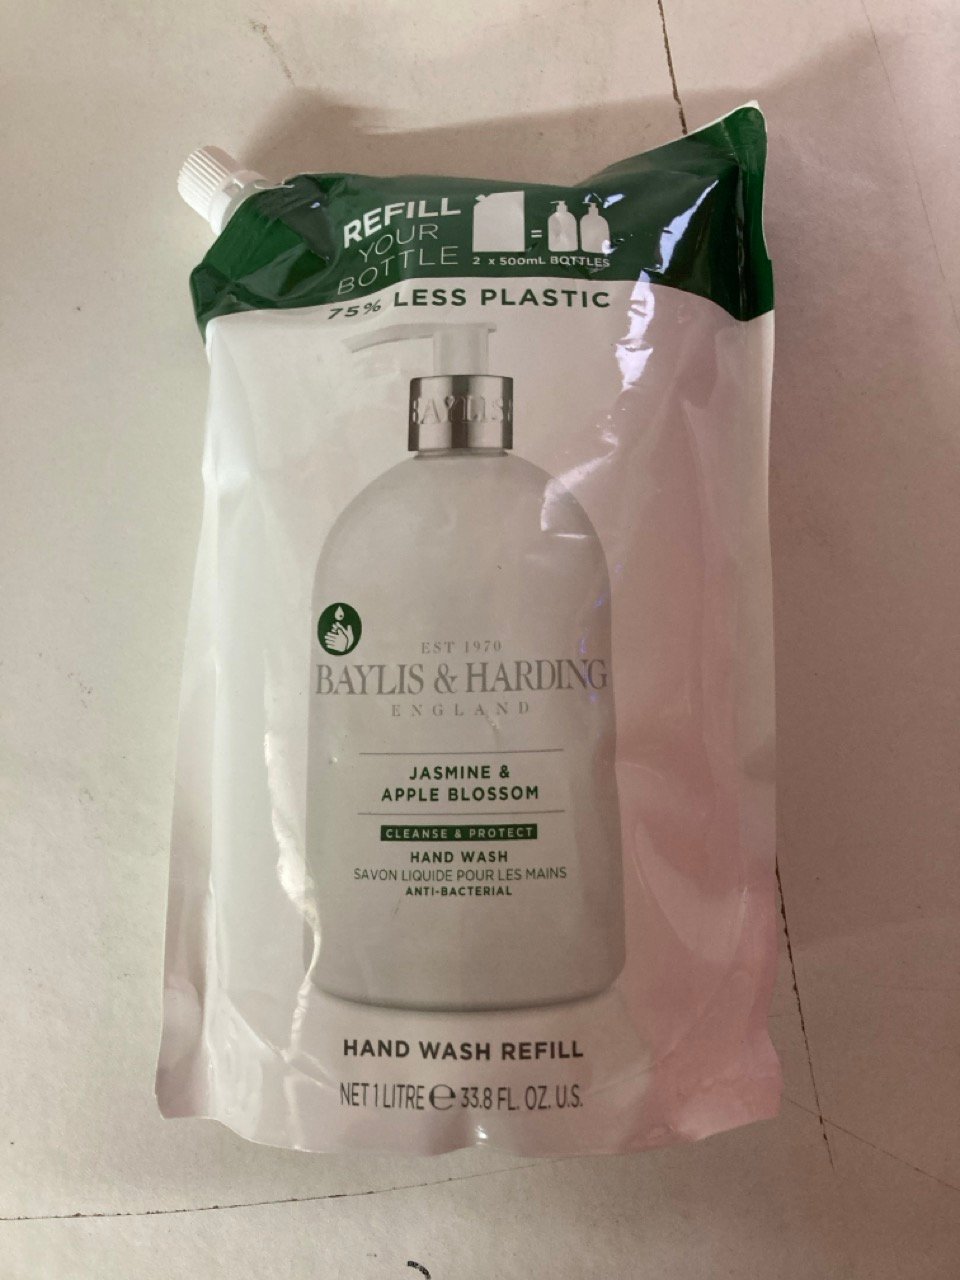 REFILL
YOUR
BOTTLE
=
2 x 500mL BOTTLES
75% LESS PLASTIC
BAYLIS
EST 1970
BAYLIS & HARDING
ENGLAND
JASMINE &
APPLE BLOSSOM
CLEANSE & PROTECT
HAND WASH
SAVON LIQUIDE POUR LES MAINS
ANTI-BACTERIAL
HAND WASH REFILL
NET 1 LITRE ℮ 33.8 FL. OZ. U.S.